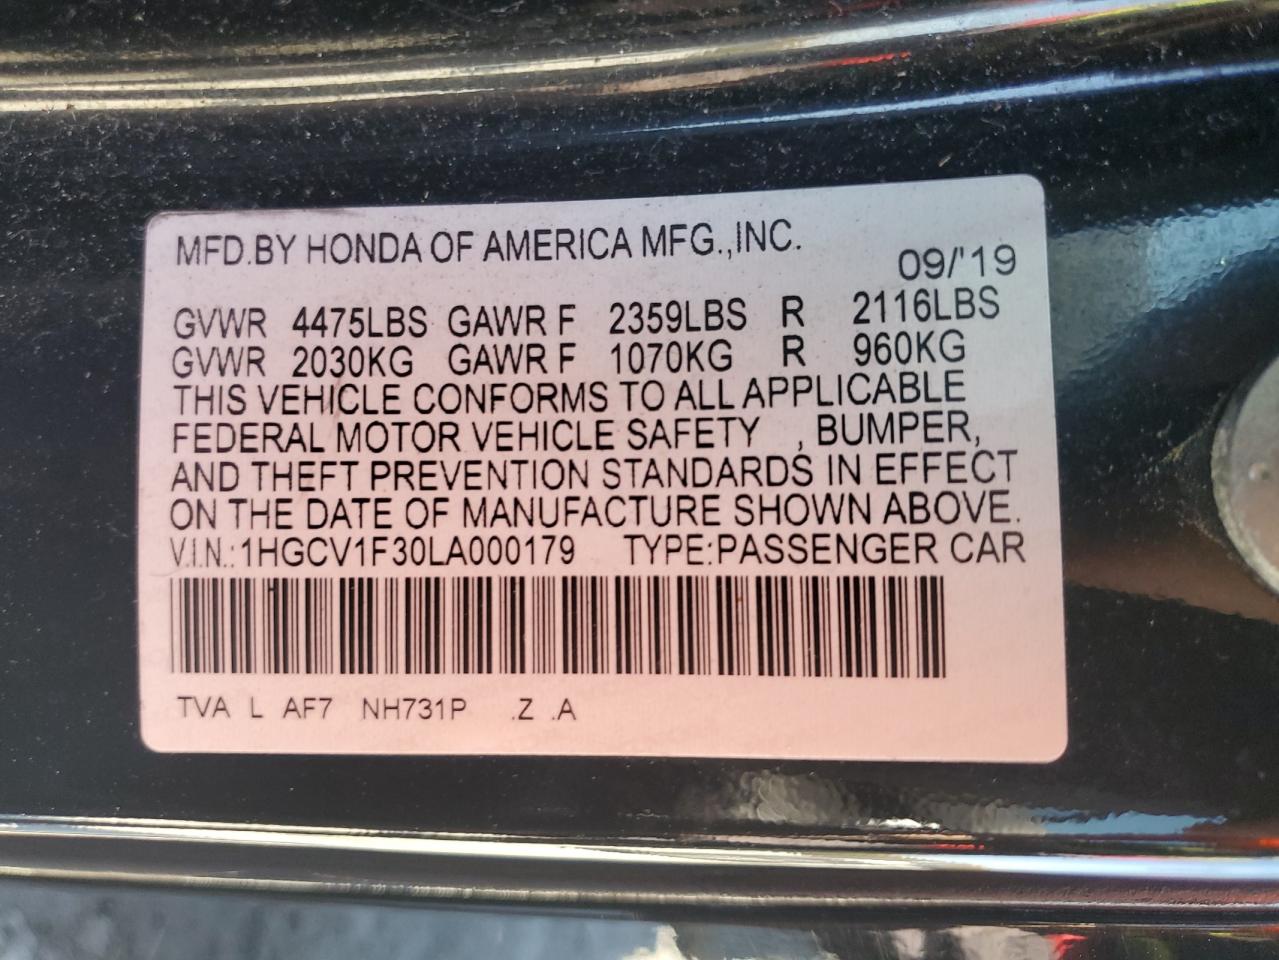 MFD.BY HONDA OF AMERICA MFG.,INC.
09/'19
GVWR 4475LBS GAWR F 2359LBS R 2116LBS
GVWR 2030KG GAWR F 1070KG R 960KG
THIS VEHICLE CONFORMS TO ALL APPLICABLE
FEDERAL MOTOR VEHICLE SAFETY , BUMPER,
AND THEFT PREVENTION STANDARDS IN EFFECT
ON THE DATE OF MANUFACTURE SHOWN ABOVE.
V.I.N.:1HGCV1F30LA000179 TYPE:PASSENGER CAR
TVA L AF7 NH731P .Z .A